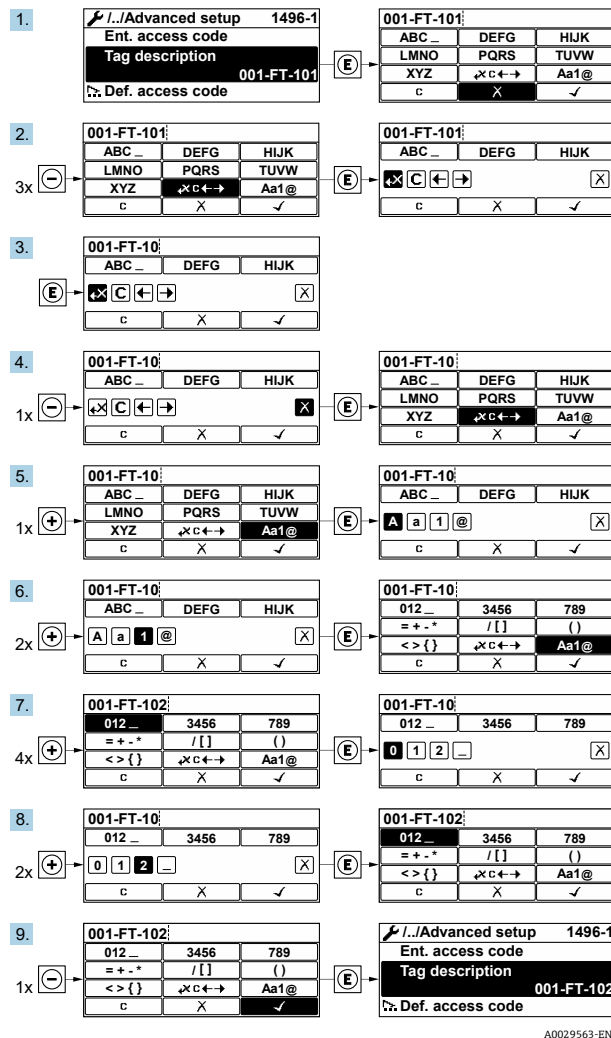 1.
/../Advanced setup 1496-1
Ent. access code
Tag description
001-FT-101
Def. access code
E
001-FT-101
ABC _ DEFG HIJK
LMNO PQRS TUVW
XYZ ↶X C ← → Aa1@
C X ✓
2.
3x −
001-FT-101
ABC _ DEFG HIJK
LMNO PQRS TUVW
XYZ ↶X C ← → Aa1@
C X ✓
E
001-FT-101
ABC _ DEFG HIJK
↶X C ← → X
C X ✓
3.
E
001-FT-10
ABC _ DEFG HIJK
↶X C ← → X
C X ✓
4.
1x −
001-FT-10
ABC _ DEFG HIJK
↶X C ← → X
C X ✓
E
001-FT-10
ABC _ DEFG HIJK
LMNO PQRS TUVW
XYZ ↶X C ← → Aa1@
C X ✓
5.
1x +
001-FT-10
ABC _ DEFG HIJK
LMNO PQRS TUVW
XYZ ↶X C ← → Aa1@
C X ✓
E
001-FT-10
ABC _ DEFG HIJK
A a 1 @ X
C X ✓
6.
2x +
001-FT-10
ABC _ DEFG HIJK
A a 1 @ X
C X ✓
E
001-FT-10
012 _ 3456 789
= + - * / [ ] ( )
< > { } ↶X C ← → Aa1@
C X ✓
7.
4x +
001-FT-102
012 _ 3456 789
= + - * / [ ] ( )
< > { } ↶X C ← → Aa1@
C X ✓
E
001-FT-10
012 _ 3456 789
0 1 2 _ X
C X ✓
8.
2x +
001-FT-10
012 _ 3456 789
0 1 2 _ X
C X ✓
E
001-FT-102
012 _ 3456 789
= + - * / [ ] ( )
< > { } ↶X C ← → Aa1@
C X ✓
9.
1x −
001-FT-102
012 _ 3456 789
= + - * / [ ] ( )
< > { } ↶X C ← → Aa1@
C X ✓
E
/../Advanced setup 1496-1
Ent. access code
Tag description
001-FT-102
Def. access code
A0029563-EN